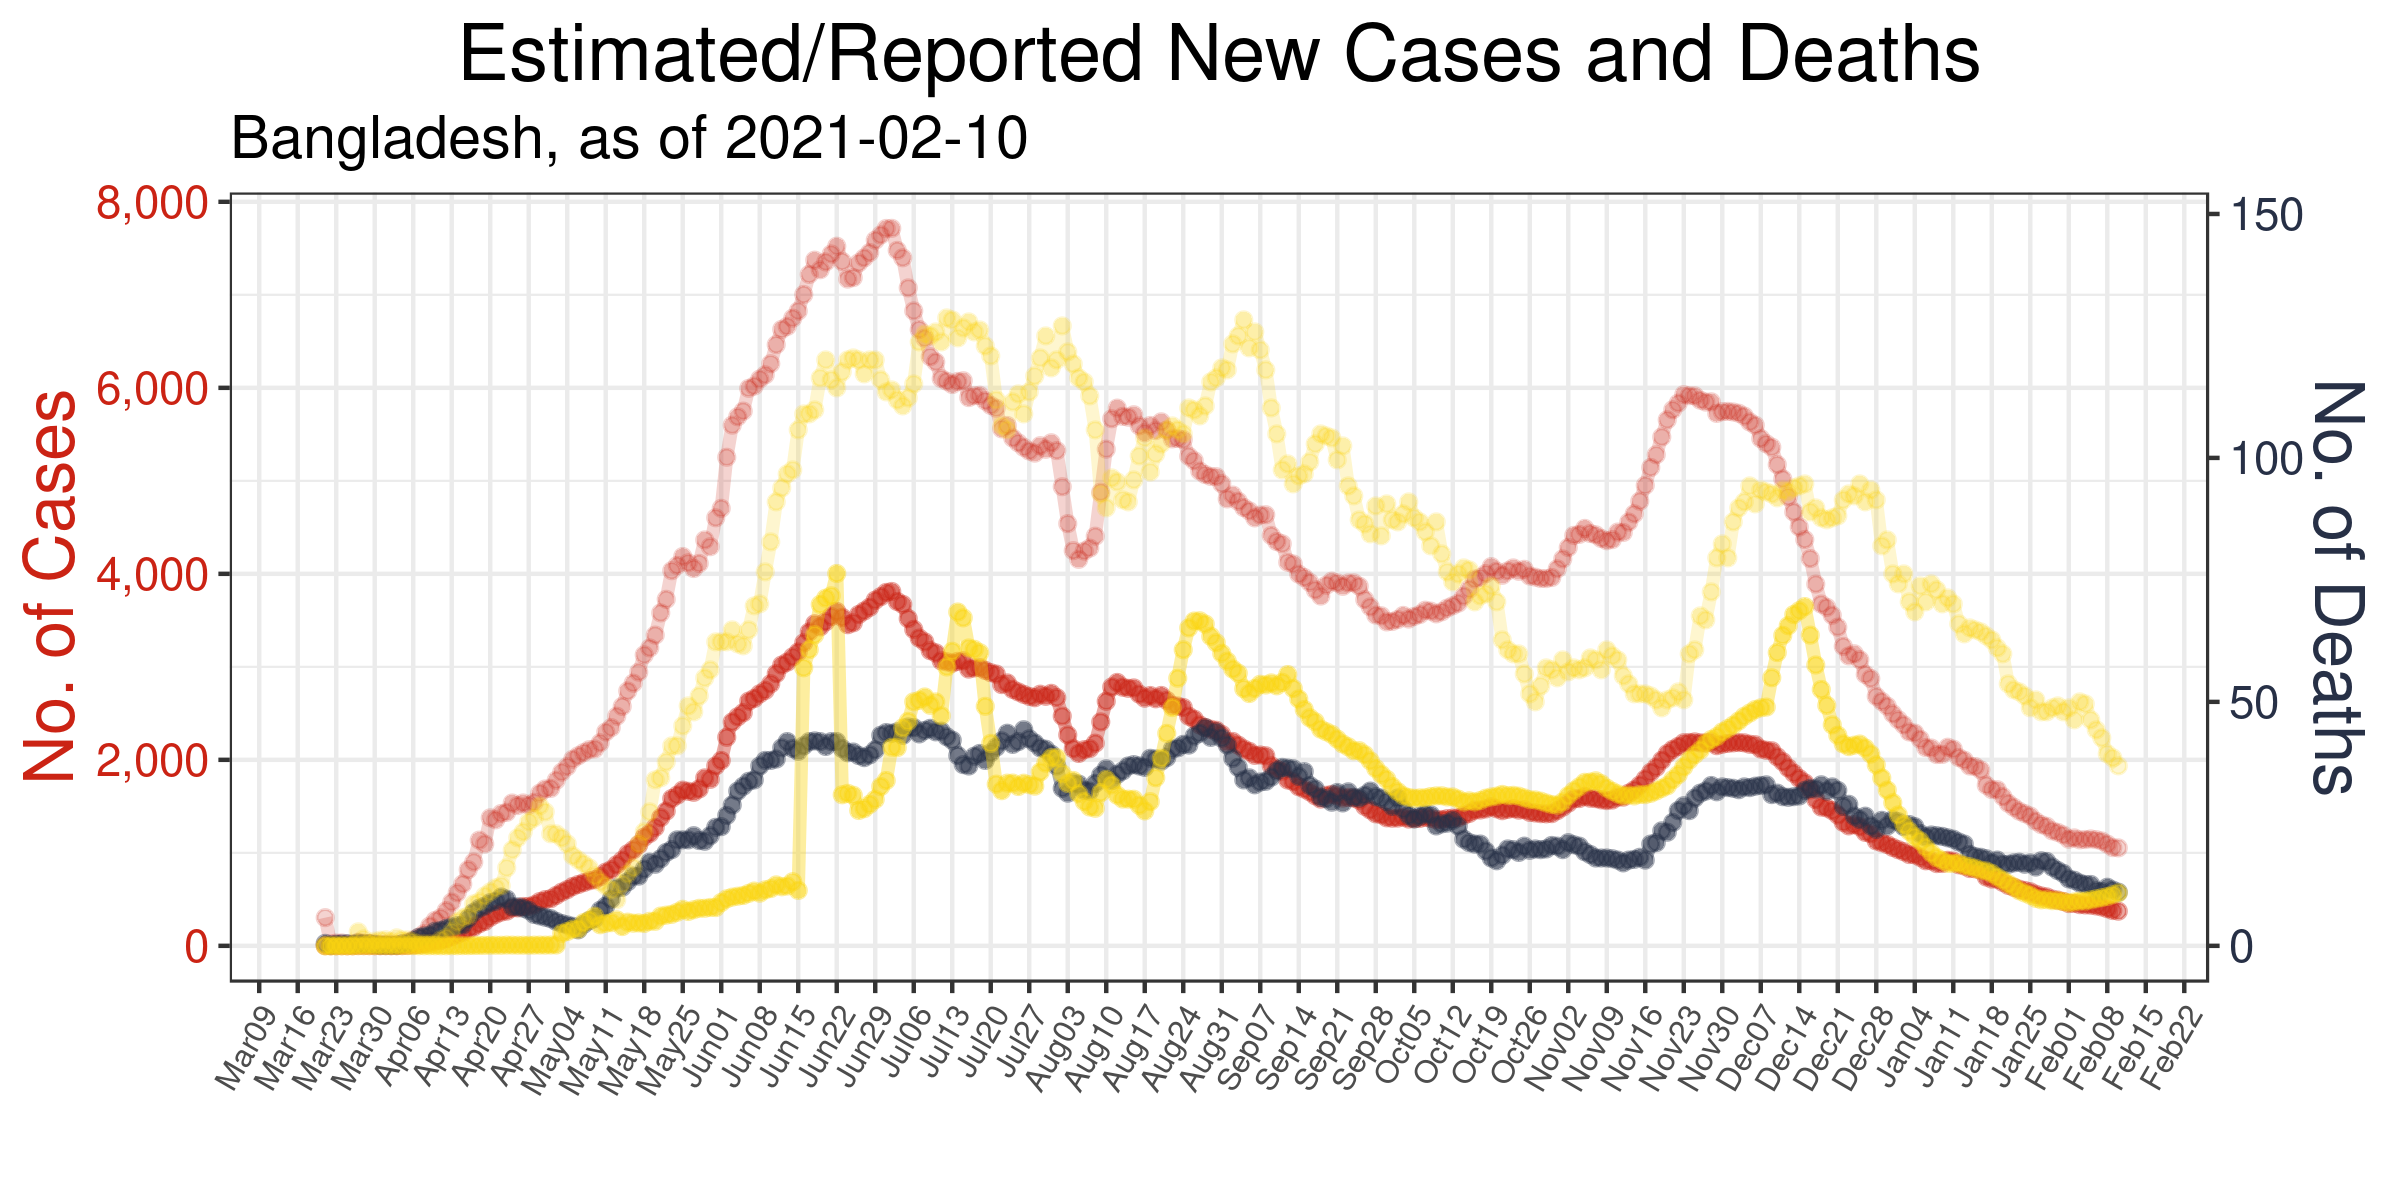 Estimated/Reported New Cases and Deaths
Bangladesh, as of 2021-02-10
No. of Cases
8,000
6,000
4,000
2,000
0
150
100
50
0
No. of Deaths
Mar09
Mar16
Mar23
Mar30
Apr06
Apr13
Apr20
Apr27
May04
May11
May18
May25
Jun01
Jun08
Jun15
Jun22
Jun29
Jul06
Jul13
Jul20
Jul27
Aug03
Aug10
Aug17
Aug24
Aug31
Sep07
Sep14
Sep21
Sep28
Oct05
Oct12
Oct19
Oct26
Nov02
Nov09
Nov16
Nov23
Nov30
Dec07
Dec14
Dec21
Dec28
Jan04
Jan11
Jan18
Jan25
Feb01
Feb08
Feb15
Feb22